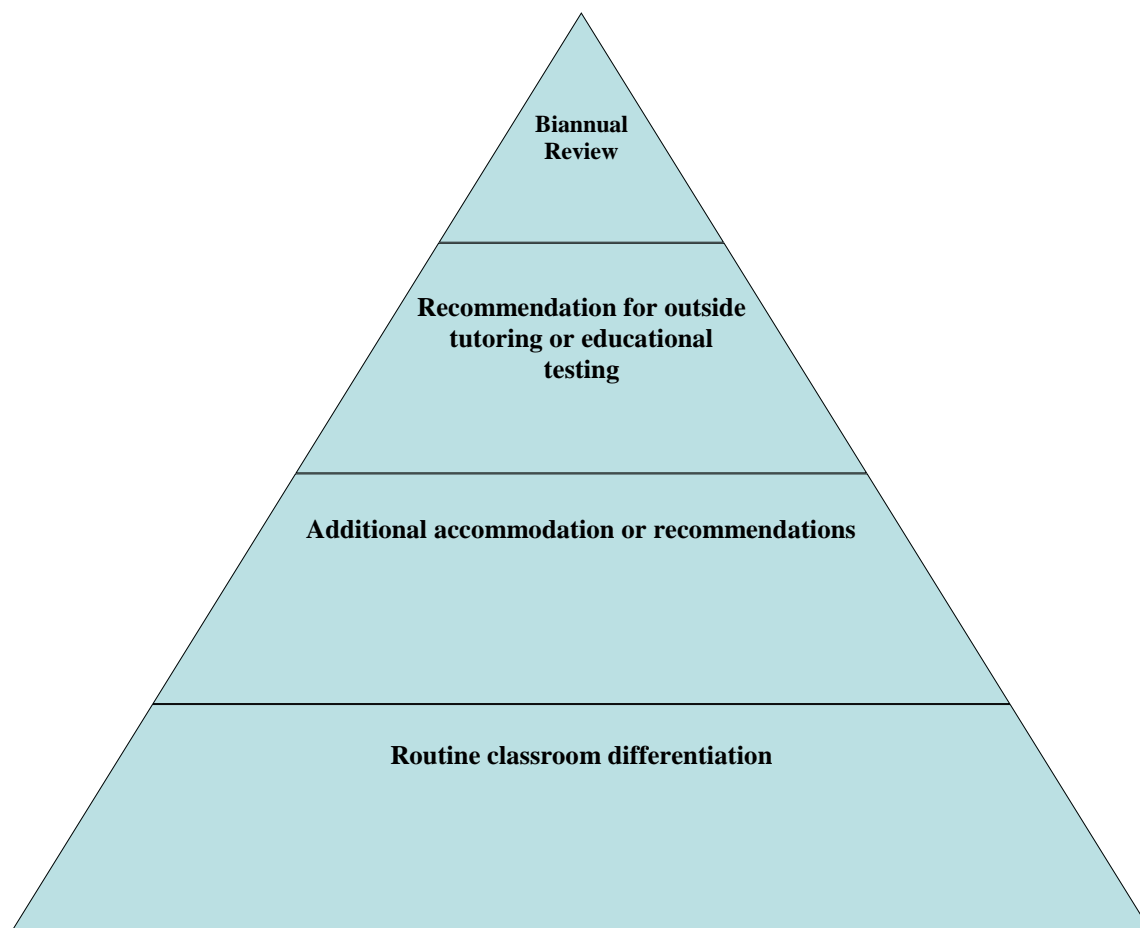 Biannual
Review
Recommendation for outside
tutoring or educational
testing
Additional accommodation or recommendations
Routine classroom differentiation